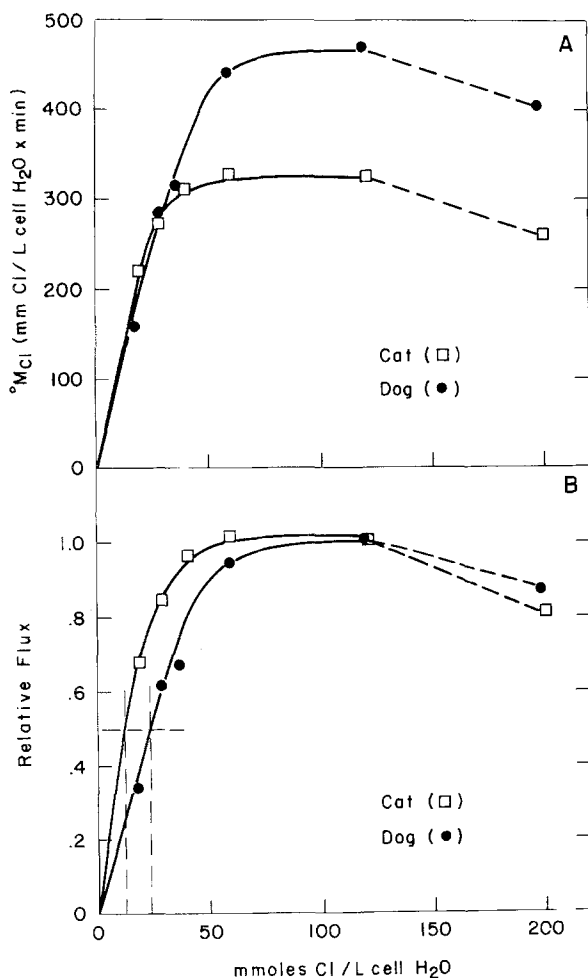 500
A
400
300
200
100
0
°MCl (mm Cl / L cell H2O x min)
Cat (□)
Dog (●)
B
1.0
.8
.6
.4
.2
0
Relative Flux
Cat (□)
Dog (●)
0 50 100 150 200
mmoles Cl / L cell H2O